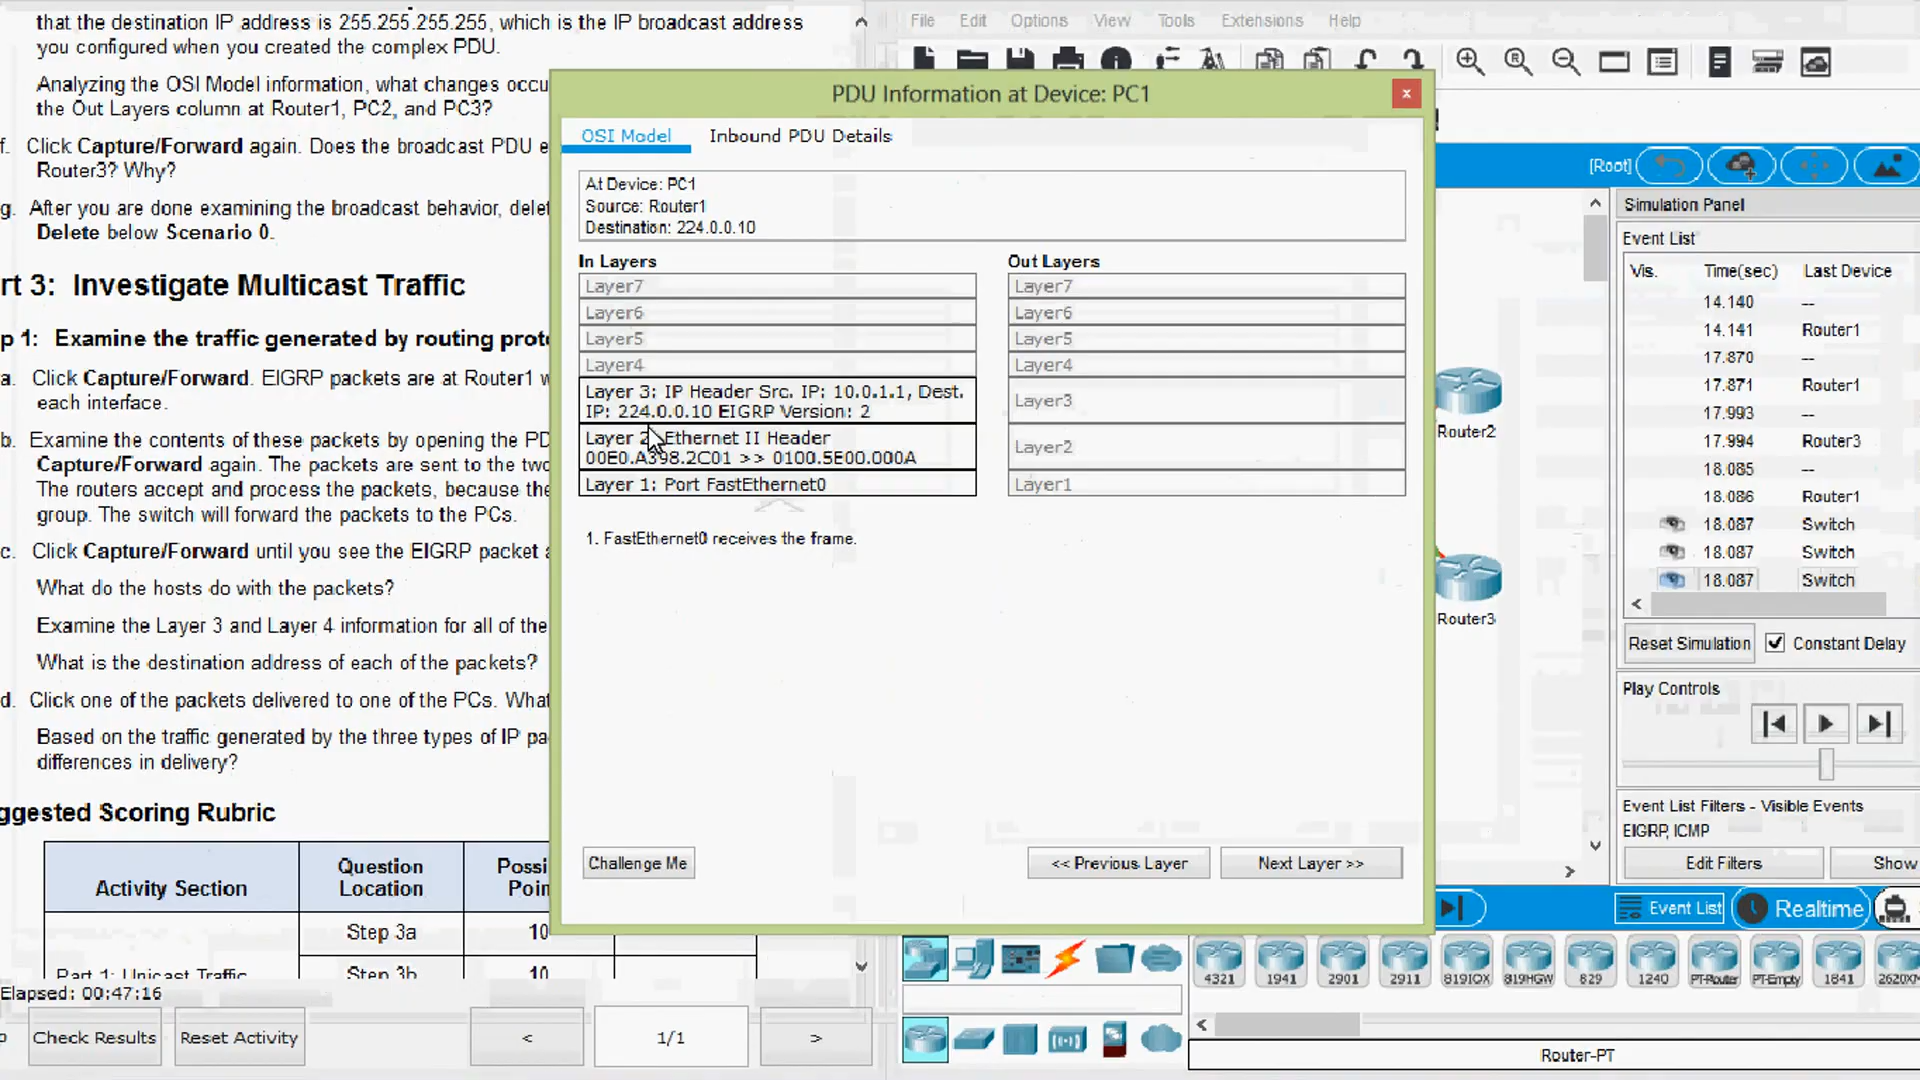 that the destination IP address is 255.255.255.255, which is the IP broadcast address
you configured when you created the complex PDU.
Analyzing the OSI Model information, what changes occu
the Out Layers column at Router1, PC2, and PC3?
f. Click Capture/Forward again. Does the broadcast PDU e
Router3? Why?
g. After you are done examining the broadcast behavior, delet
Delete below Scenario 0.
rt 3: Investigate Multicast Traffic
p 1: Examine the traffic generated by routing proto
a. Click Capture/Forward. EIGRP packets are at Router1 w
each interface.
b. Examine the contents of these packets by opening the PD
Capture/Forward again. The packets are sent to the two
The routers accept and process the packets, because the
group. The switch will forward the packets to the PCs.
c. Click Capture/Forward until you see the EIGRP packet a
What do the hosts do with the packets?
Examine the Layer 3 and Layer 4 information for all of the
What is the destination address of each of the packets?
d. Click one of the packets delivered to one of the PCs. What
Based on the traffic generated by the three types of IP pa
differences in delivery?
ggested Scoring Rubric
Activity Section
Question Location
Possi
Poin
Step 3a
10
Part 1: Unicast Traffic
Step 3b
10
Elapsed: 00:47:16
Check Results
Reset Activity
<
1/1
>
PDU Information at Device: PC1
x
OSI Model
Inbound PDU Details
At Device: PC1
Source: Router1
Destination: 224.0.0.10
In Layers
Layer7
Layer6
Layer5
Layer4
Layer 3: IP Header Src. IP: 10.0.1.1, Dest.
IP: 224.0.0.10 EIGRP Version: 2
Layer 2: Ethernet II Header
00E0.A398.2C01 >> 0100.5E00.000A
Layer 1: Port FastEthernet0
Out Layers
Layer7
Layer6
Layer5
Layer4
Layer3
Layer2
Layer1
1. FastEthernet0 receives the frame.
Challenge Me
<< Previous Layer
Next Layer >>
File Edit Options View Tools Extensions Help
[Root]
Router2
Router3
Simulation Panel
Event List
Vis. Time(sec) Last Device
14.140 --
14.141 Router1
17.870 --
17.871 Router1
17.993 --
17.994 Router3
18.085 --
18.086 Router1
18.087 Switch
18.087 Switch
18.087 Switch
Reset Simulation
Constant Delay
Play Controls
Event List Filters - Visible Events
EIGRP, ICMP
Edit Filters
Show
Event List
Realtime
4321 1941 2901 2911 819IOX 819HGW 829 1240 PT-Router PT-Empty 1841 2620XM
Router-PT